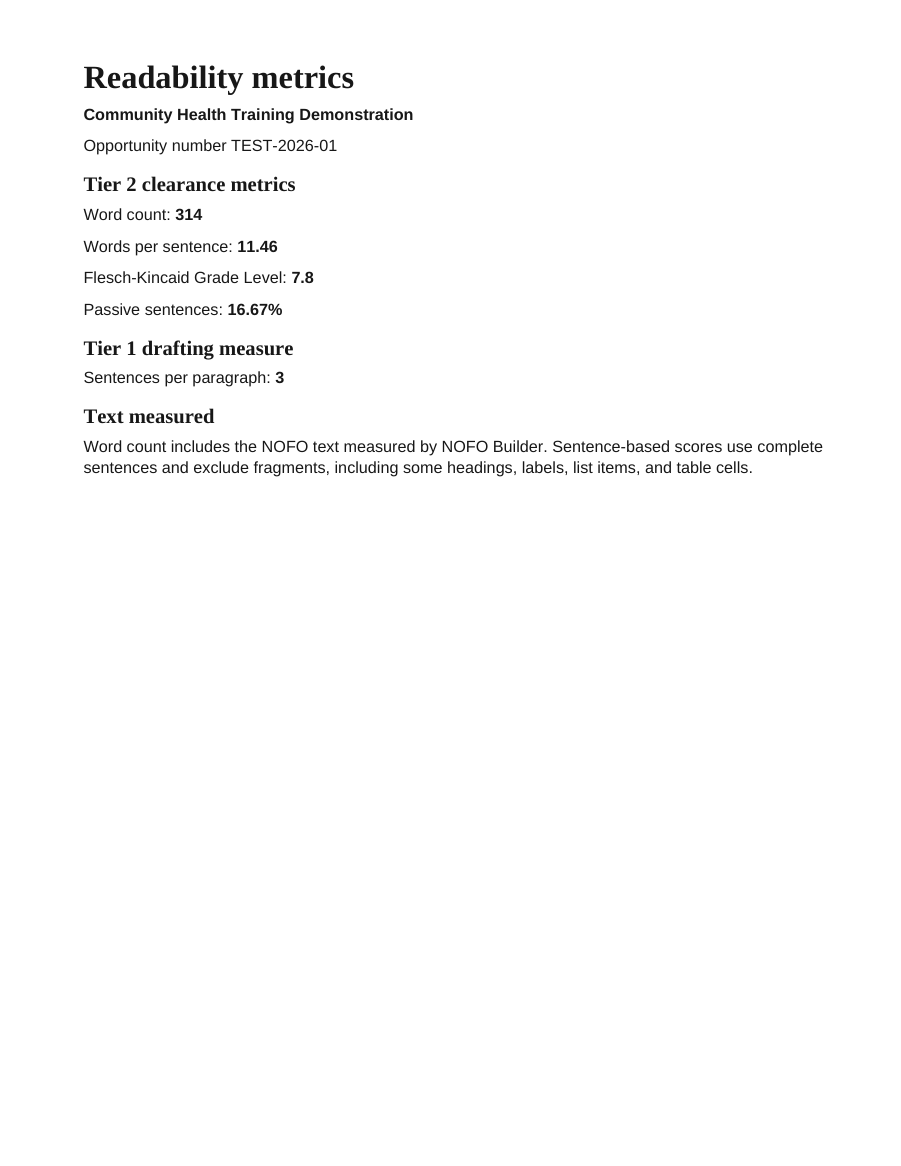 Readability metrics
Community Health Training Demonstration
Opportunity number TEST-2026-01
Tier 2 clearance metrics
Word count: 314
Words per sentence: 11.46
Flesch-Kincaid Grade Level: 7.8
Passive sentences: 16.67%
Tier 1 drafting measure
Sentences per paragraph: 3
Text measured
Word count includes the NOFO text measured by NOFO Builder. Sentence-based scores use complete
sentences and exclude fragments, including some headings, labels, list items, and table cells.